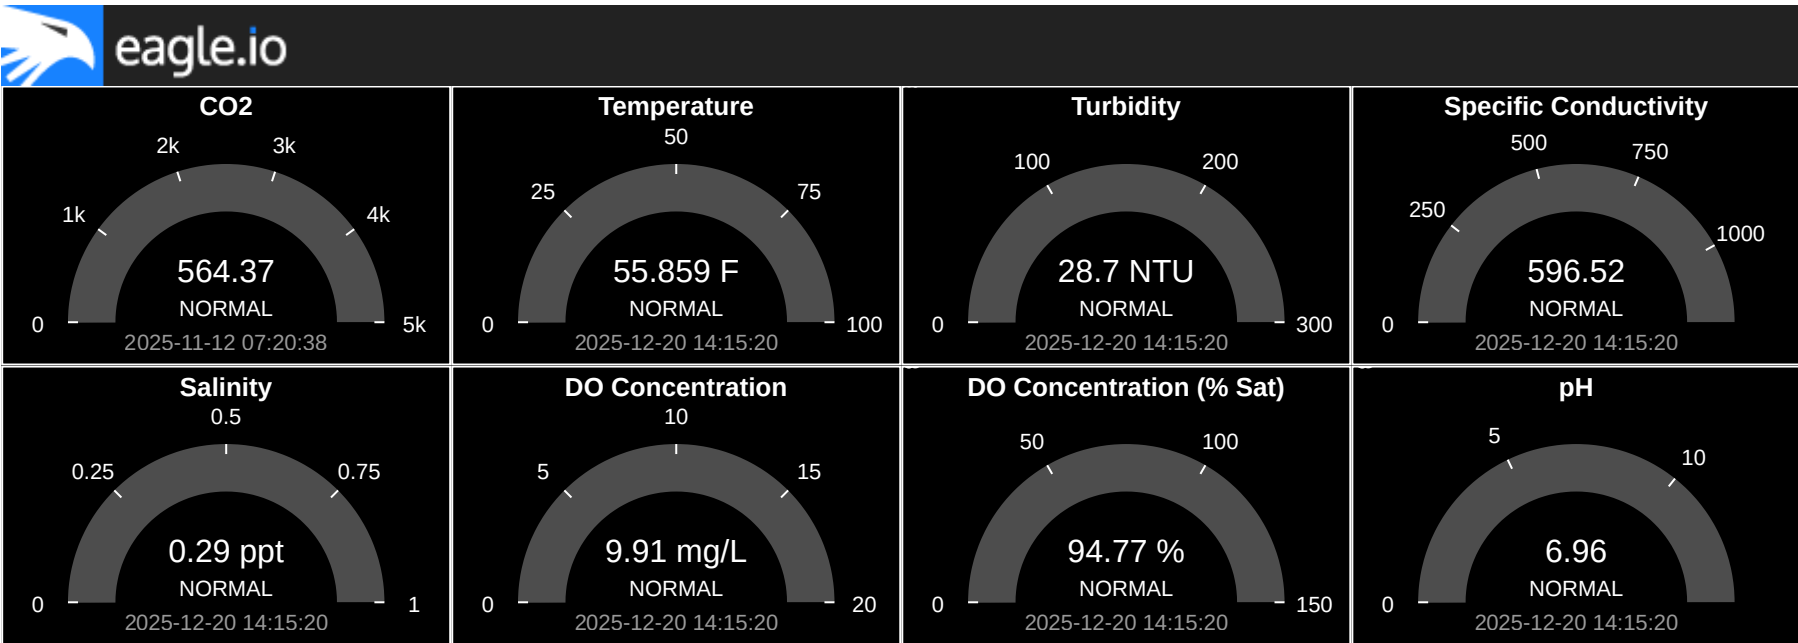 eagle.io
CO2
0
1k
2k
3k
4k
5k
564.37
NORMAL
2025-11-12 07:20:38
Temperature
0
25
50
75
100
55.859 F
NORMAL
2025-12-20 14:15:20
Turbidity
0
100
200
300
28.7 NTU
NORMAL
2025-12-20 14:15:20
Specific Conductivity
0
250
500
750
1000
596.52
NORMAL
2025-12-20 14:15:20
Salinity
0
0.25
0.5
0.75
1
0.29 ppt
NORMAL
2025-12-20 14:15:20
DO Concentration
0
5
10
15
20
9.91 mg/L
NORMAL
2025-12-20 14:15:20
DO Concentration (% Sat)
0
50
100
150
94.77 %
NORMAL
2025-12-20 14:15:20
pH
0
5
10
6.96
NORMAL
2025-12-20 14:15:20